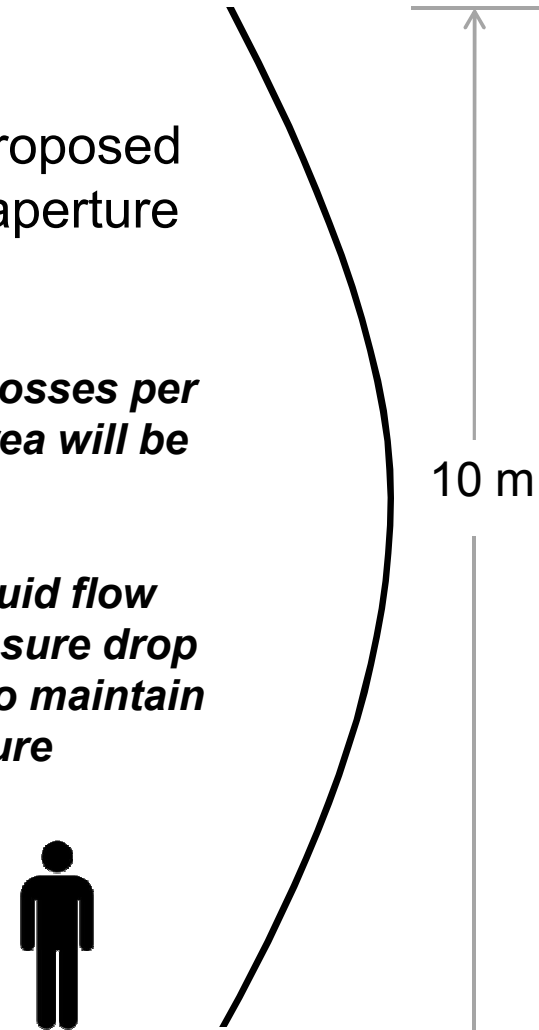 roposed
aperture
osses per
ea will be
10 m
uid flow
sure drop
o maintain
ure